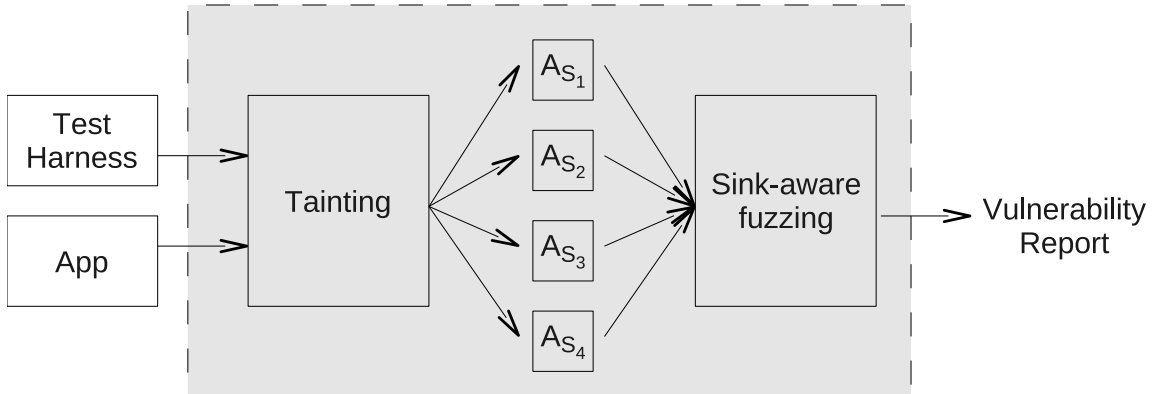 Test
Harness
App
Tainting
A_{S_1}
A_{S_2}
A_{S_3}
A_{S_4}
Sink-aware
fuzzing
Vulnerability
Report